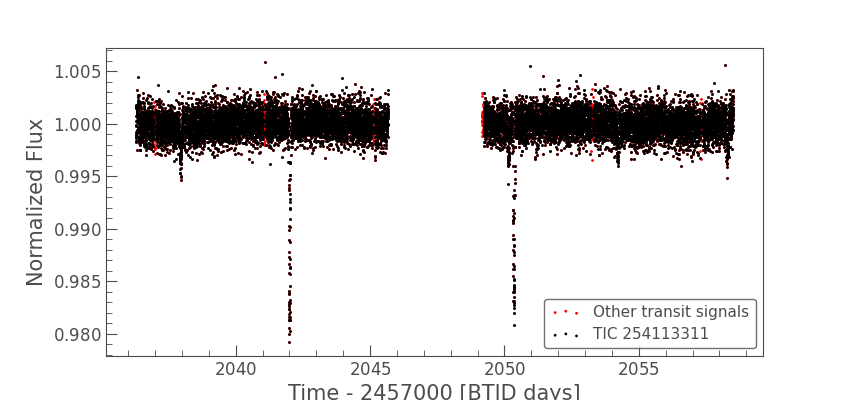 Normalized Flux
1.005
1.000
0.995
0.990
0.985
0.980
2040
2045
2050
2055
Time - 2457000 [BTJD days]
Other transit signals
TIC 254113311